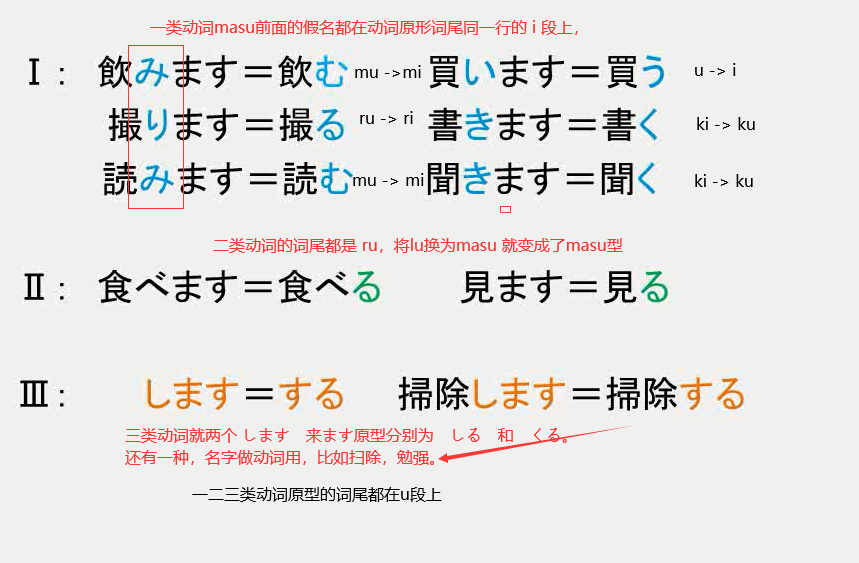 一类动词masu前面的假名都在动词原形词尾同一行的 i 段上，
Ⅰ： 飲みます＝飲む mu ->mi 買います＝買う u -> i
撮ります＝撮る ru -> ri 書きます＝書く ki -> ku
読みます＝読む mu -> mi 聞きます＝聞く ki -> ku
二类动词的词尾都是 ru，将lu换为masu 就变成了masu型
Ⅱ： 食べます＝食べる 見ます＝見る
Ⅲ： します＝する 掃除します＝掃除する
三类动词就两个 します 来ます原型分别为 しる 和 くる。
还有一种，名字做动词用，比如扫除，勉强。
一二三类动词原型的词尾都在u段上